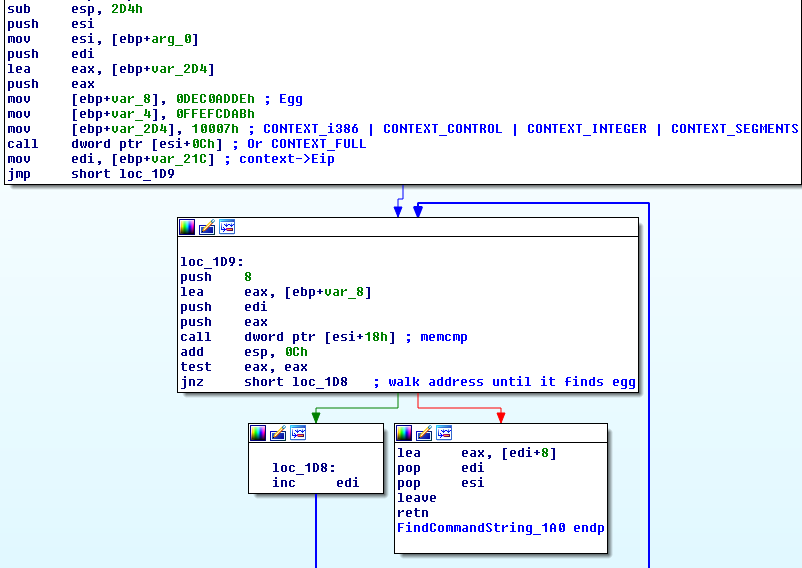 sub esp, 2D4h
push esi
mov esi, [ebp+arg_0]
push edi
lea eax, [ebp+var_2D4]
push eax
mov [ebp+var_8], 0DEC0ADDEh ; Egg
mov [ebp+var_4], 0FFEFCDABh
mov [ebp+var_2D4], 10007h ; CONTEXT_i386 | CONTEXT_CONTROL | CONTEXT_INTEGER | CONTEXT_SEGMENTS
call dword ptr [esi+0Ch] ; Or CONTEXT_FULL
mov edi, [ebp+var_21C] ; context->Eip
jmp short loc_1D9
loc_1D9:
push 8
lea eax, [ebp+var_8]
push edi
push eax
call dword ptr [esi+18h] ; memcmp
add esp, 0Ch
test eax, eax
jnz short loc_1D8 ; walk address until it finds egg
loc_1D8:
inc edi
lea eax, [edi+8]
pop edi
pop esi
leave
retn
FindCommandString_1A0 endp